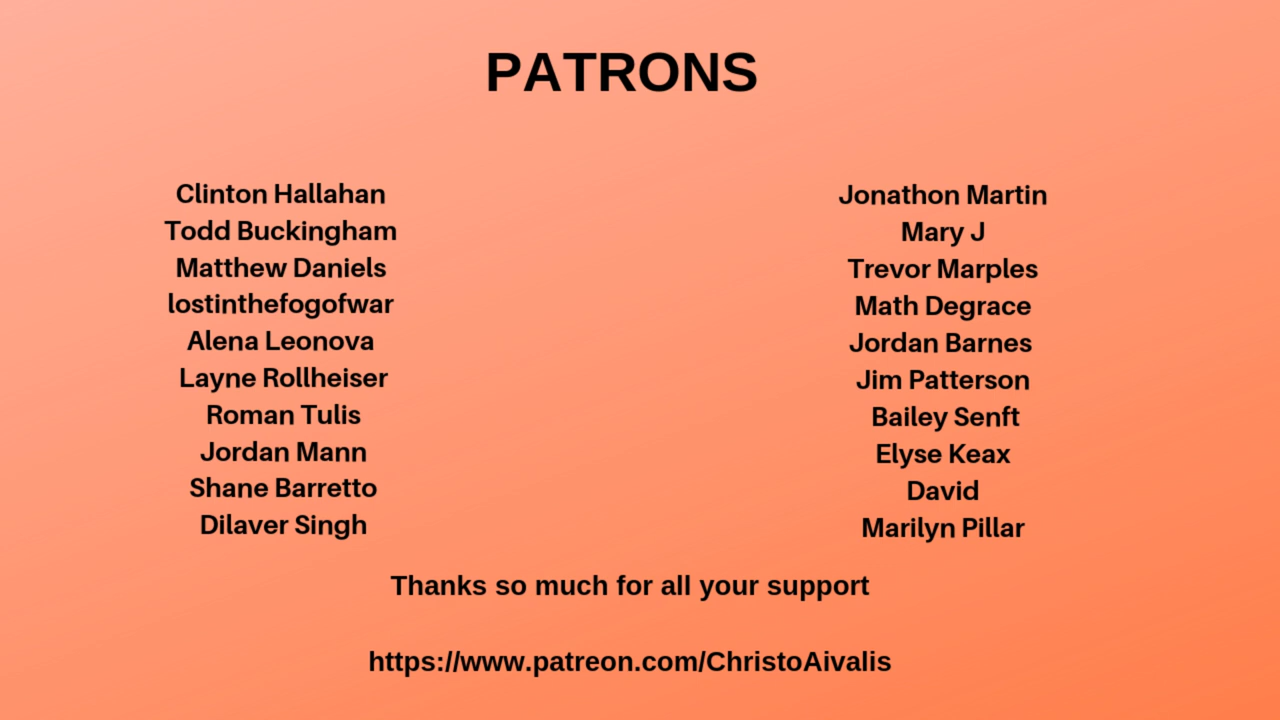 PATRONS
Clinton Hallahan
Todd Buckingham
Matthew Daniels
lostinthefogofwar
Alena Leonova
Layne Rollheiser
Roman Tulis
Jordan Mann
Shane Barretto
Dilaver Singh
Jonathon Martin
Mary J
Trevor Marples
Math Degrace
Jordan Barnes
Jim Patterson
Bailey Senft
Elyse Keax
David
Marilyn Pillar
Thanks so much for all your support
https://www.patreon.com/ChristoAivalis